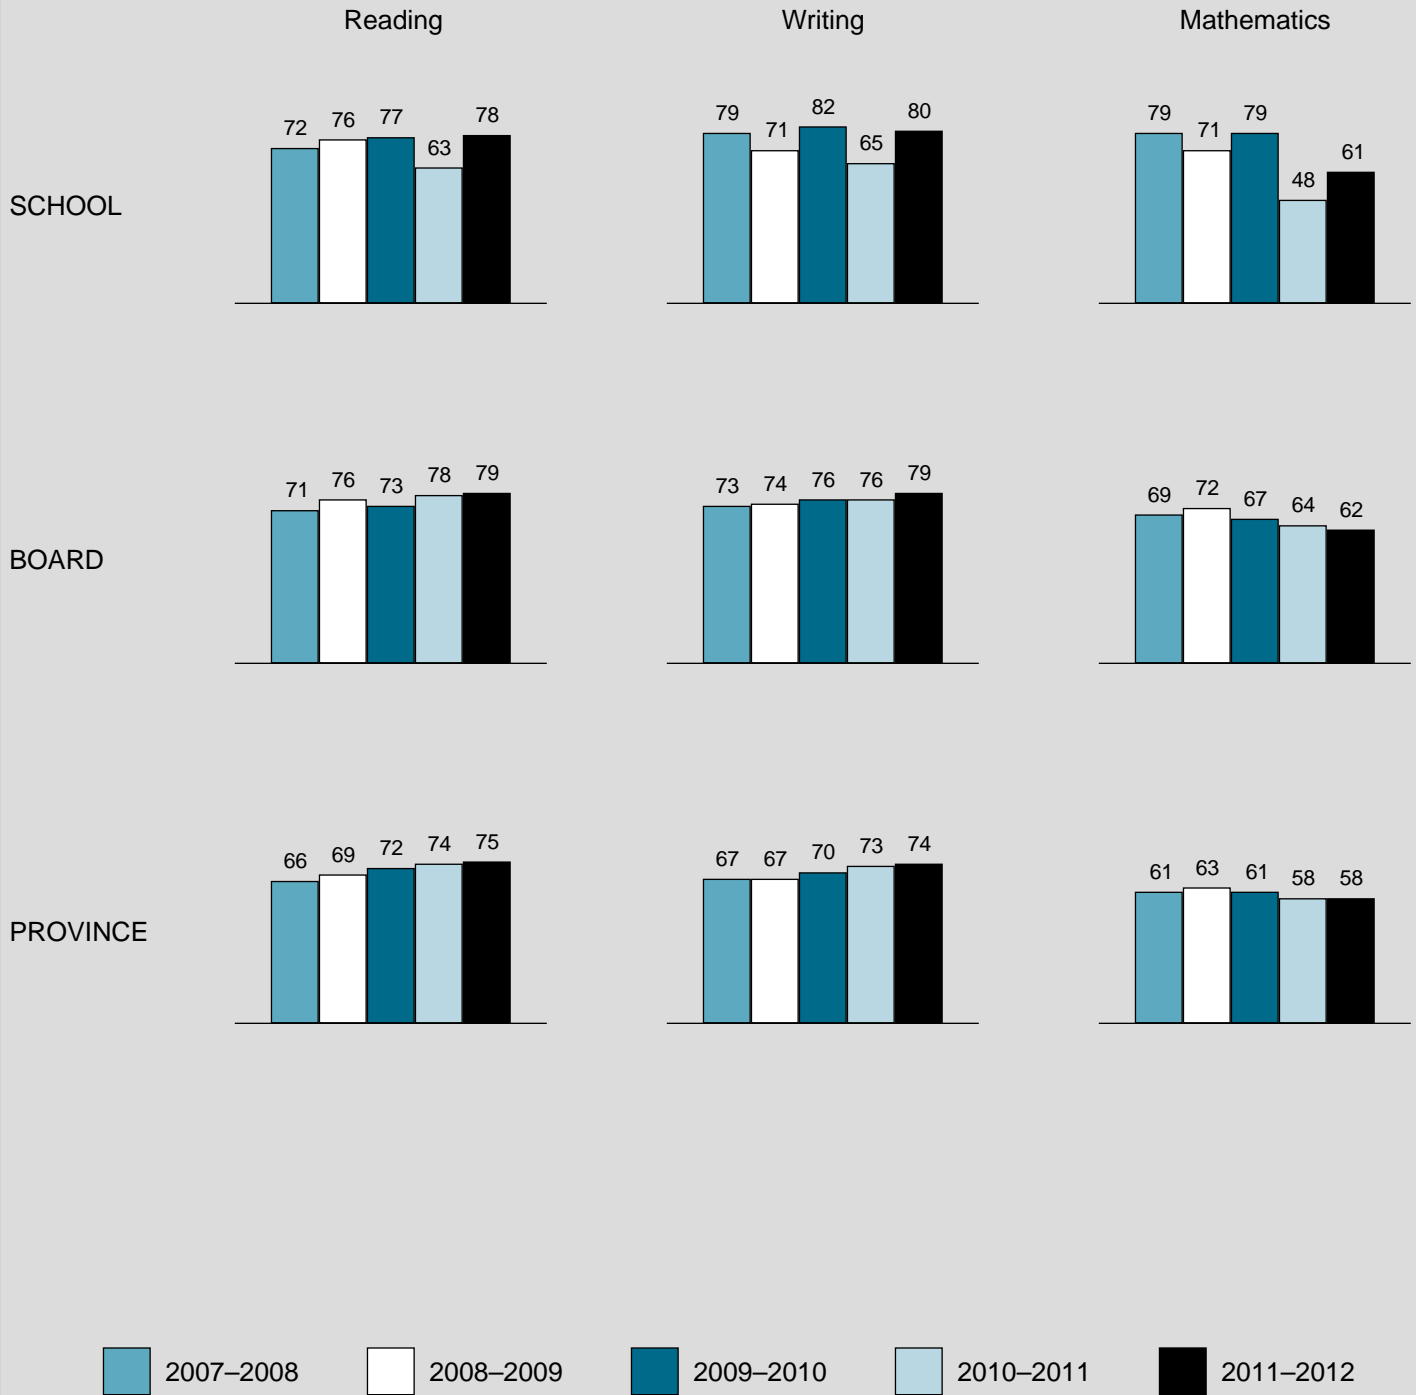 Reading Writing Mathematics
SCHOOL
72 76 77 63 78
79 71 82 65 80
79 71 79 48 61
BOARD
71 76 73 78 79
73 74 76 76 79
69 72 67 64 62
PROVINCE
66 69 72 74 75
67 67 70 73 74
61 63 61 58 58
2007–2008 2008–2009 2009–2010 2010–2011 2011–2012